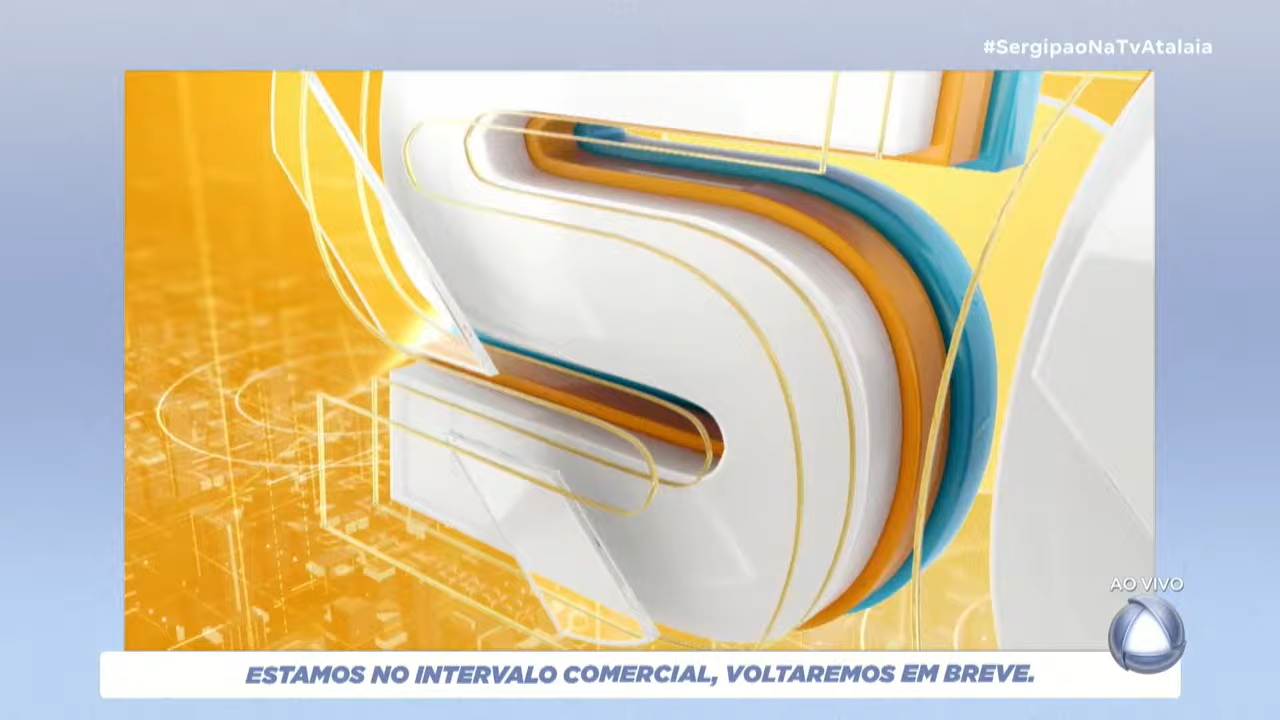 #SergipaoNaTvAtalaia
AO VIVO
ESTAMOS NO INTERVALO COMERCIAL, VOLTAREMOS EM BREVE.